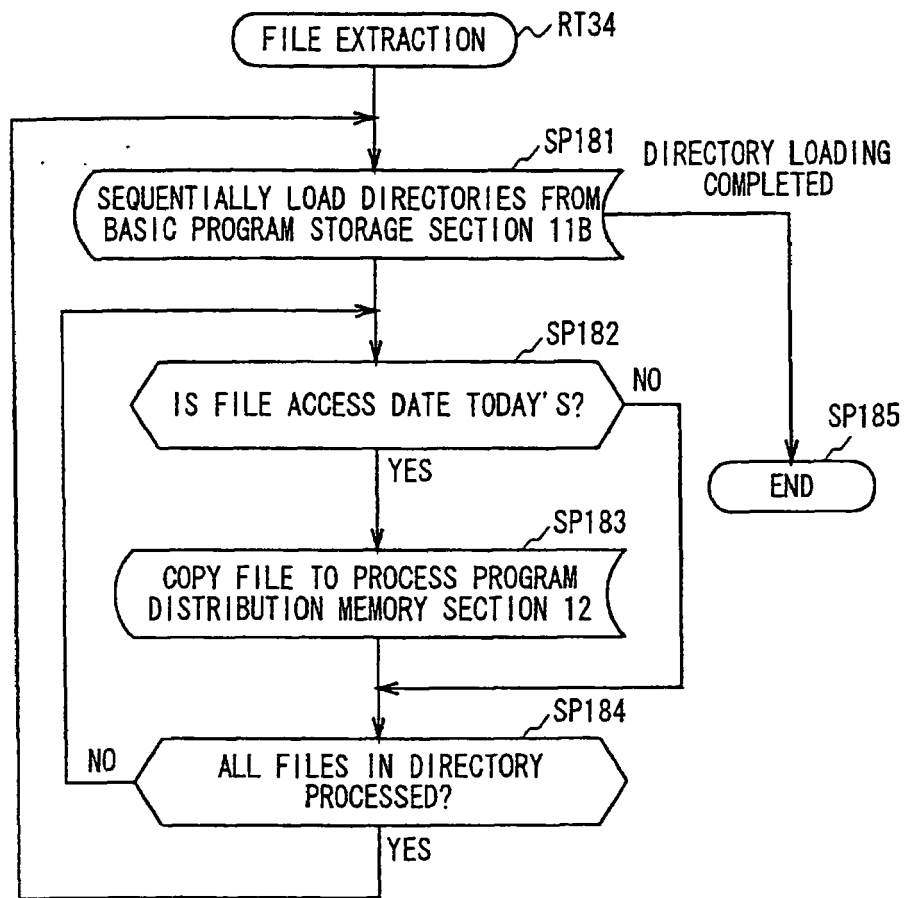 FILE EXTRACTION
RT34
SP181
DIRECTORY LOADING
COMPLETED
SEQUENTIALLY LOAD DIRECTORIES FROM
BASIC PROGRAM STORAGE SECTION 11B
SP182
IS FILE ACCESS DATE TODAY'S?
NO
YES
SP185
END
SP183
COPY FILE TO PROCESS PROGRAM
DISTRIBUTION MEMORY SECTION 12
SP184
NO
ALL FILES IN DIRECTORY
PROCESSED?
YES